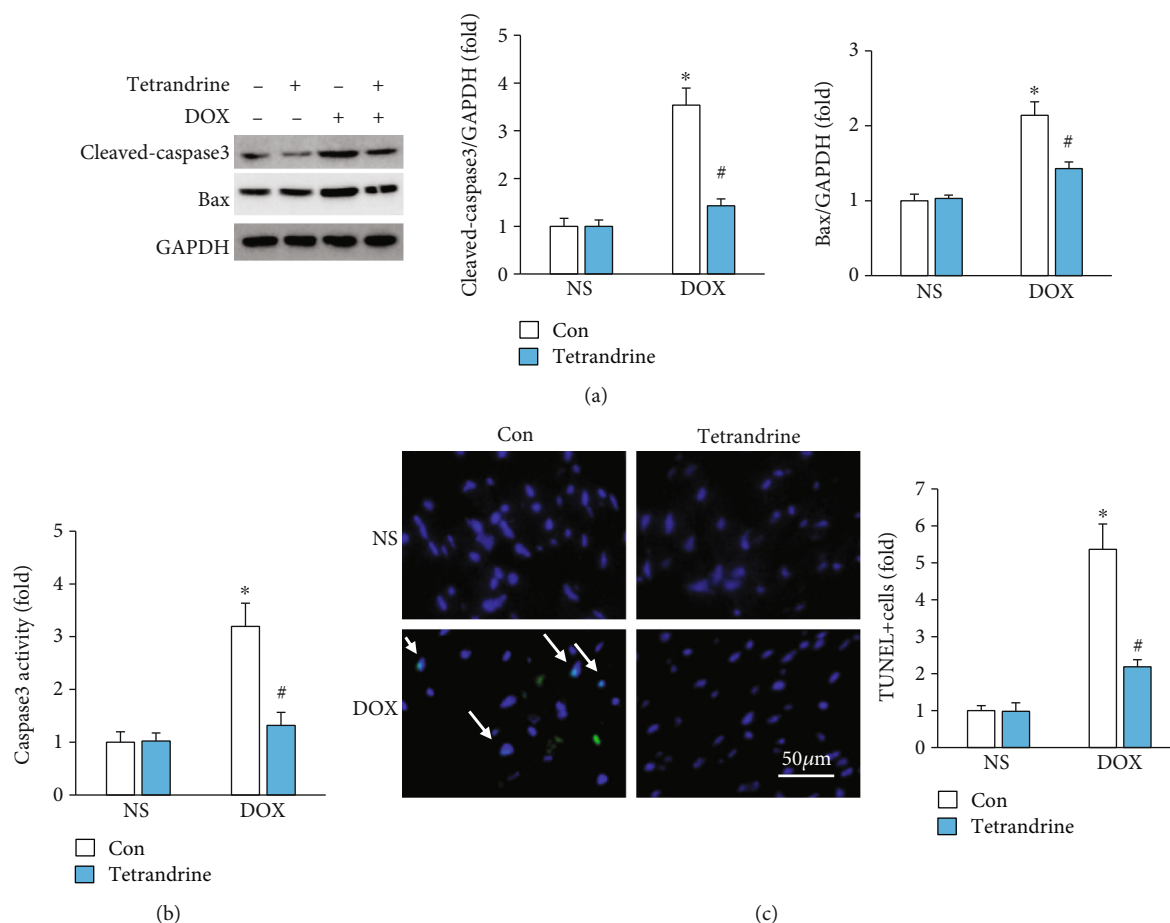 Tetrandrine – + – +
DOX – – + +
Cleaved-caspase3
Bax
GAPDH
Cleaved-caspase3/GAPDH (fold)
5
4
3
2
1
0
*
#
NS DOX
Con
Tetrandrine
Bax/GAPDH (fold)
3
2
1
0
*
#
NS DOX
(a)
Caspase3 activity (fold)
5
4
3
2
1
0
*
#
NS DOX
Con
Tetrandrine
(b)
Con Tetrandrine
NS
DOX
50μm
TUNEL+cells (fold)
7
6
5
4
2
1
0
*
#
NS DOX
Con
Tetrandrine
(c)